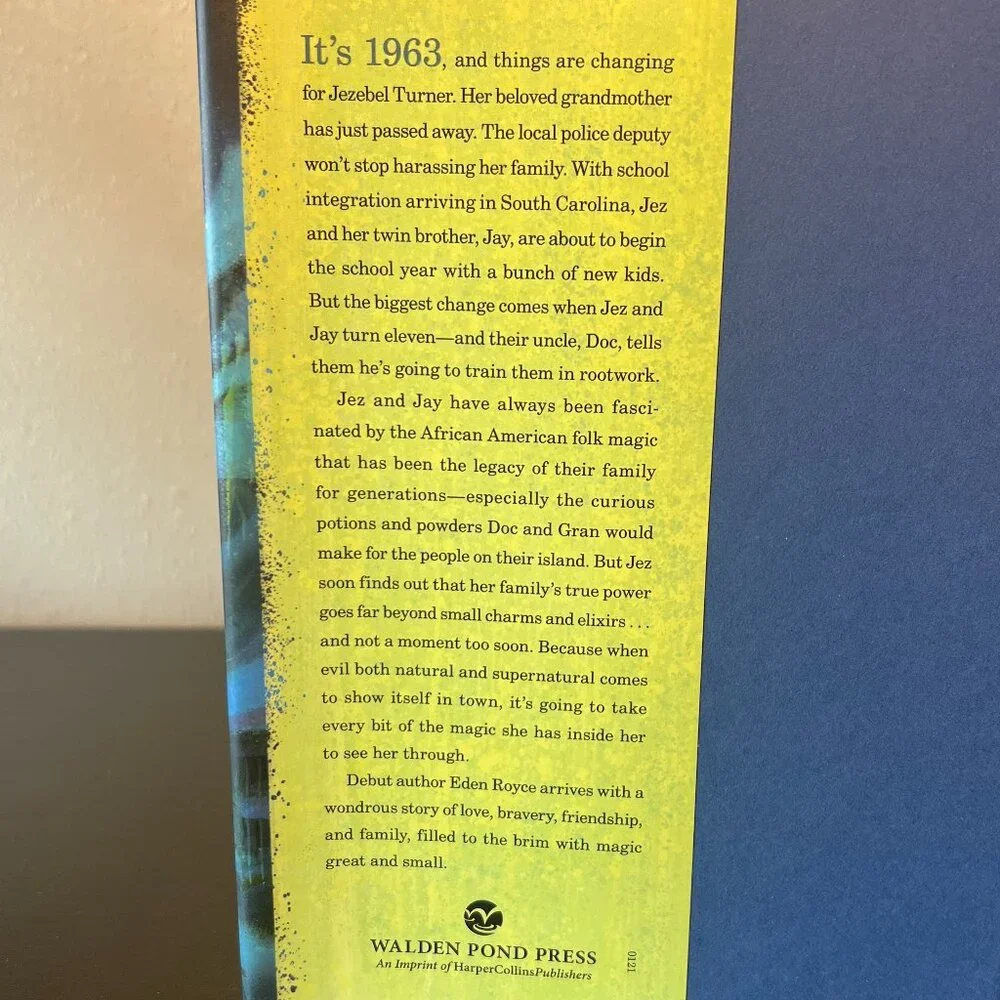 It's 1963, and things are changing
for Jezebel Turner. Her beloved grandmother
has just passed away. The local police deputy
won't stop harassing her family. With school
integration arriving in South Carolina, Jez
and her twin brother, Jay, are about to begin
the school year with a bunch of new kids.
But the biggest change comes when Jez and
Jay turn eleven—and their uncle, Doc, tells
them he's going to train them in rootwork.
Jez and Jay have always been fasci-
nated by the African American folk magic
that has been the legacy of their family
for generations—especially the curious
potions and powders Doc and Gran would
make for the people on their island. But Jez
soon finds out that her family's true power
goes far beyond small charms and elixirs . . .
and not a moment too soon. Because when
evil both natural and supernatural comes
to show itself in town, it's going to take
every bit of the magic she has inside her
to see her through.
Debut author Eden Royce arrives with a
wondrous story of love, bravery, friendship,
and family, filled to the brim with magic
great and small.
WALDEN POND PRESS
An Imprint of HarperCollinsPublishers
0121